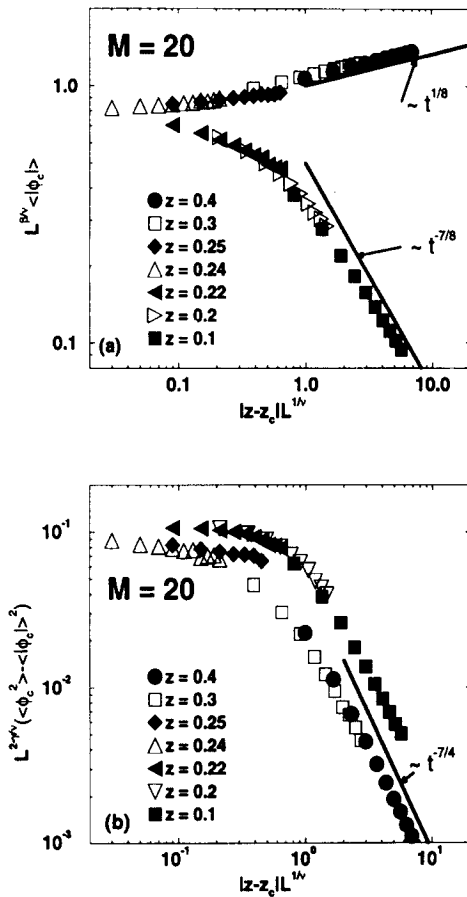 M = 20
1.0
0.1
L^{β/ν} <|ϕ_c|>
~ t^{1/8}
~ t^{-7/8}
z = 0.4
z = 0.3
z = 0.25
z = 0.24
z = 0.22
z = 0.2
z = 0.1
(a)
0.1 1.0 10.0
|z-z_c|L^{1/ν}
10^{-1}
10^{-2}
10^{-3}
L^{2-γ/ν} (<ϕ_c^2>-<|ϕ_c|>^2)
M = 20
z = 0.4
z = 0.3
z = 0.25
z = 0.24
z = 0.22
z = 0.2
z = 0.1
~ t^{-7/4}
(b)
10^{-1} 10^0 10^1
|z-z_c|L^{1/ν}